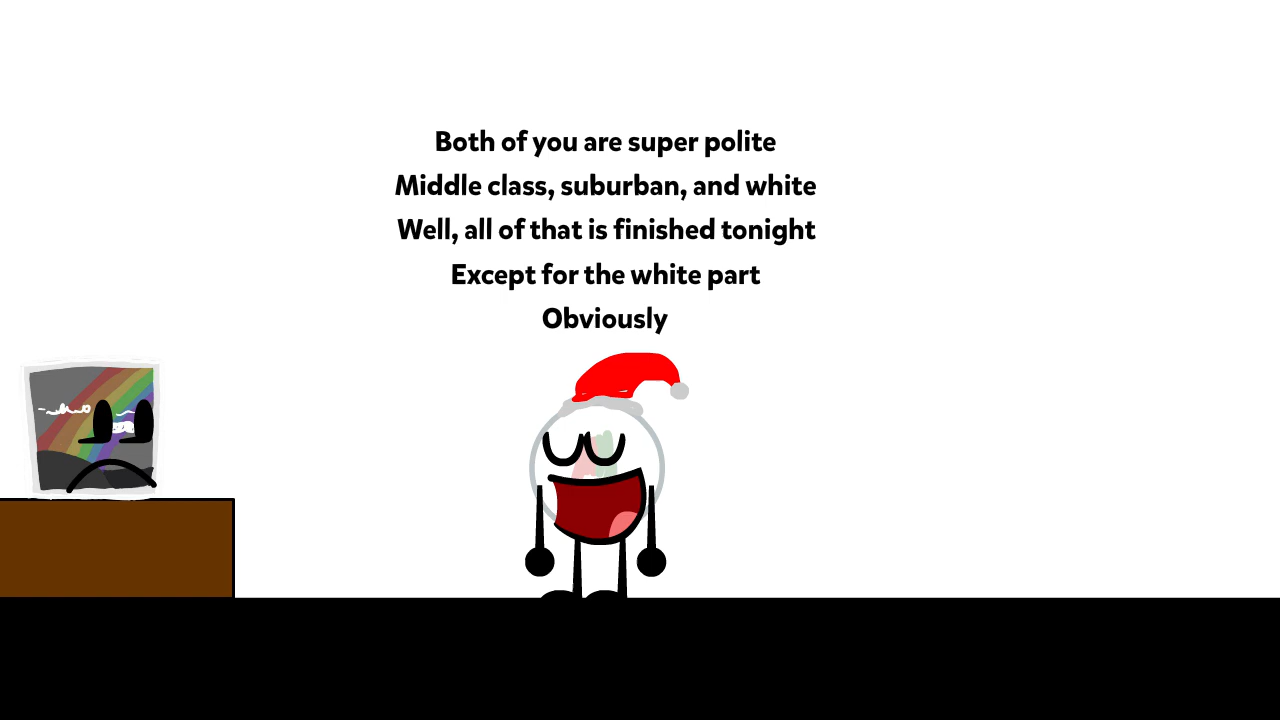 Both of you are super polite
Middle class, suburban, and white
Well, all of that is finished tonight
Except for the white part
Obviously